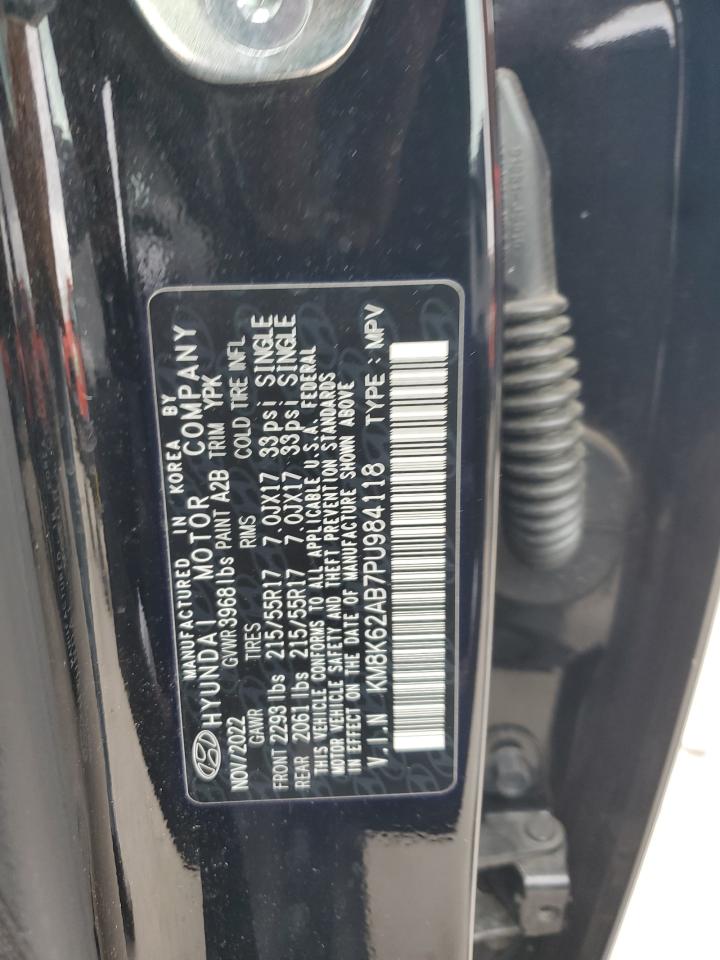 MANUFACTURED IN KOREA BY
HYUNDAI MOTOR COMPANY
NOV/2022 GVWR 3968 lbs PAINT A2B TRIM YPK
GAWR TIRES RIMS COLD TIRE INFL
FRONT 2293 lbs 215/55R17 7.0JX17 33psi SINGLE
REAR 2061 lbs 215/55R17 7.0JX17 33psi SINGLE
THIS VEHICLE CONFORMS TO ALL APPLICABLE U.S.A. FEDERAL
MOTOR VEHICLE SAFETY AND THEFT PREVENTION STANDARDS
IN EFFECT ON THE DATE OF MANUFACTURE SHOWN ABOVE
V.I.N KM8K62AB7PU984118 TYPE : MPV